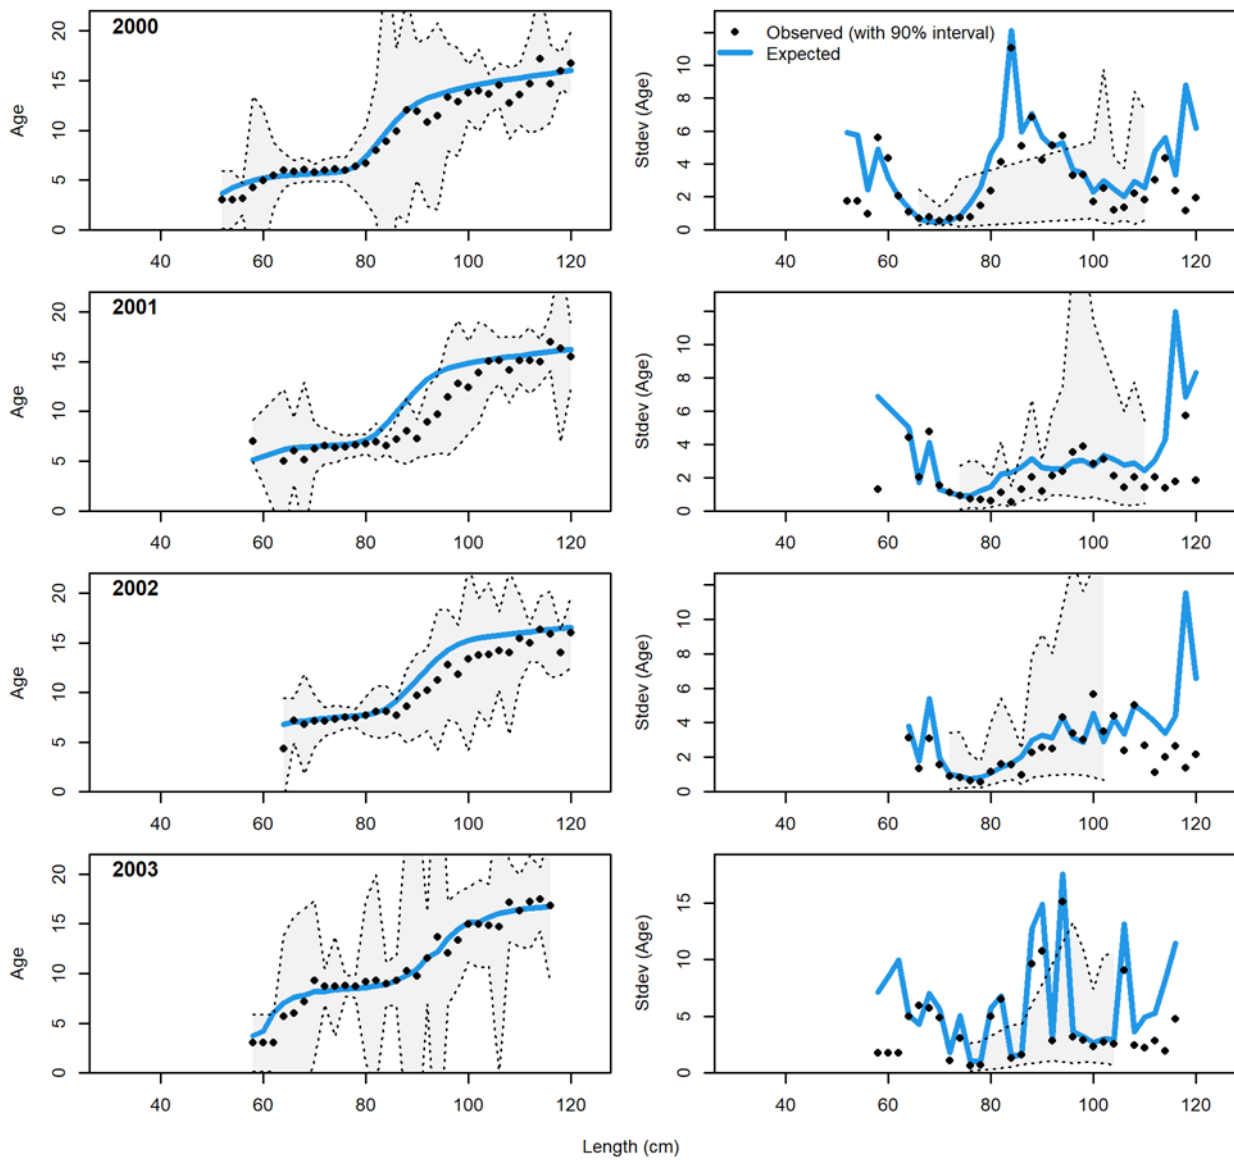 2000
Age
0 5 10 15 20
40 60 80 100 120
Stdev (Age)
0 2 4 6 8 10
40 60 80 100 120
Observed (with 90% interval)
Expected
2001
Age
0 5 10 15 20
40 60 80 100 120
Stdev (Age)
0 2 4 6 8 10
40 60 80 100 120
2002
Age
0 5 10 15 20
40 60 80 100 120
Stdev (Age)
0 2 4 6 8 10
40 60 80 100 120
2003
Age
0 5 10 15 20
40 60 80 100 120
Stdev (Age)
0 5 10 15
40 60 80 100 120
Length (cm)